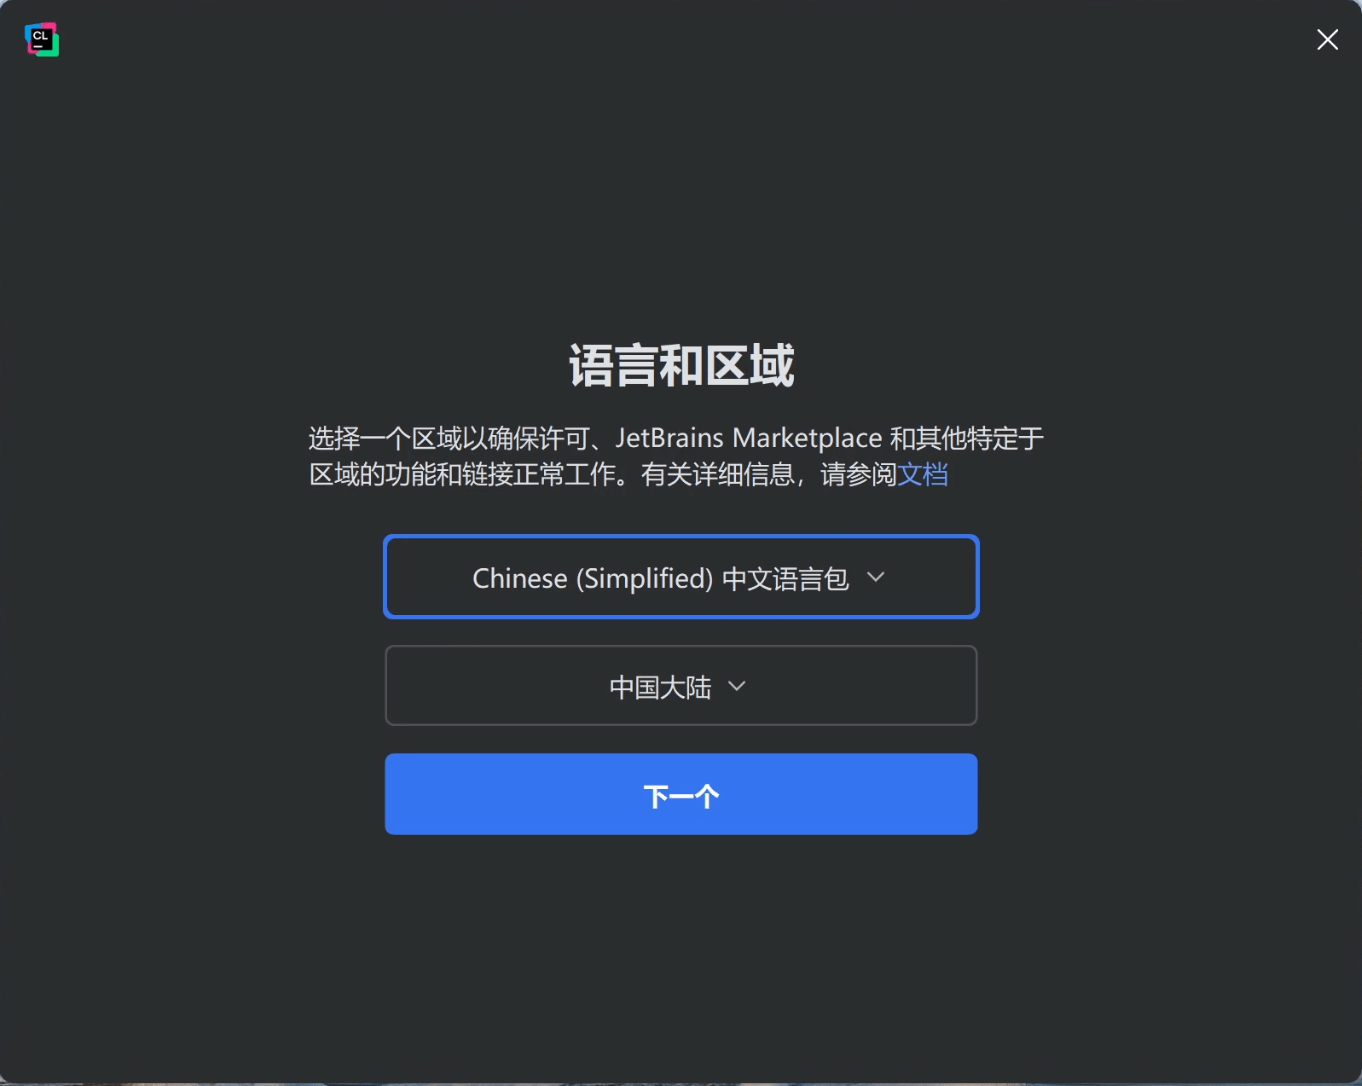 CL
语言和区域
选择一个区域以确保许可、JetBrains Marketplace 和其他特定于
区域的功能和链接正常工作。有关详细信息，请参阅文档
Chinese (Simplified) 中文语言包
中国大陆
下一个